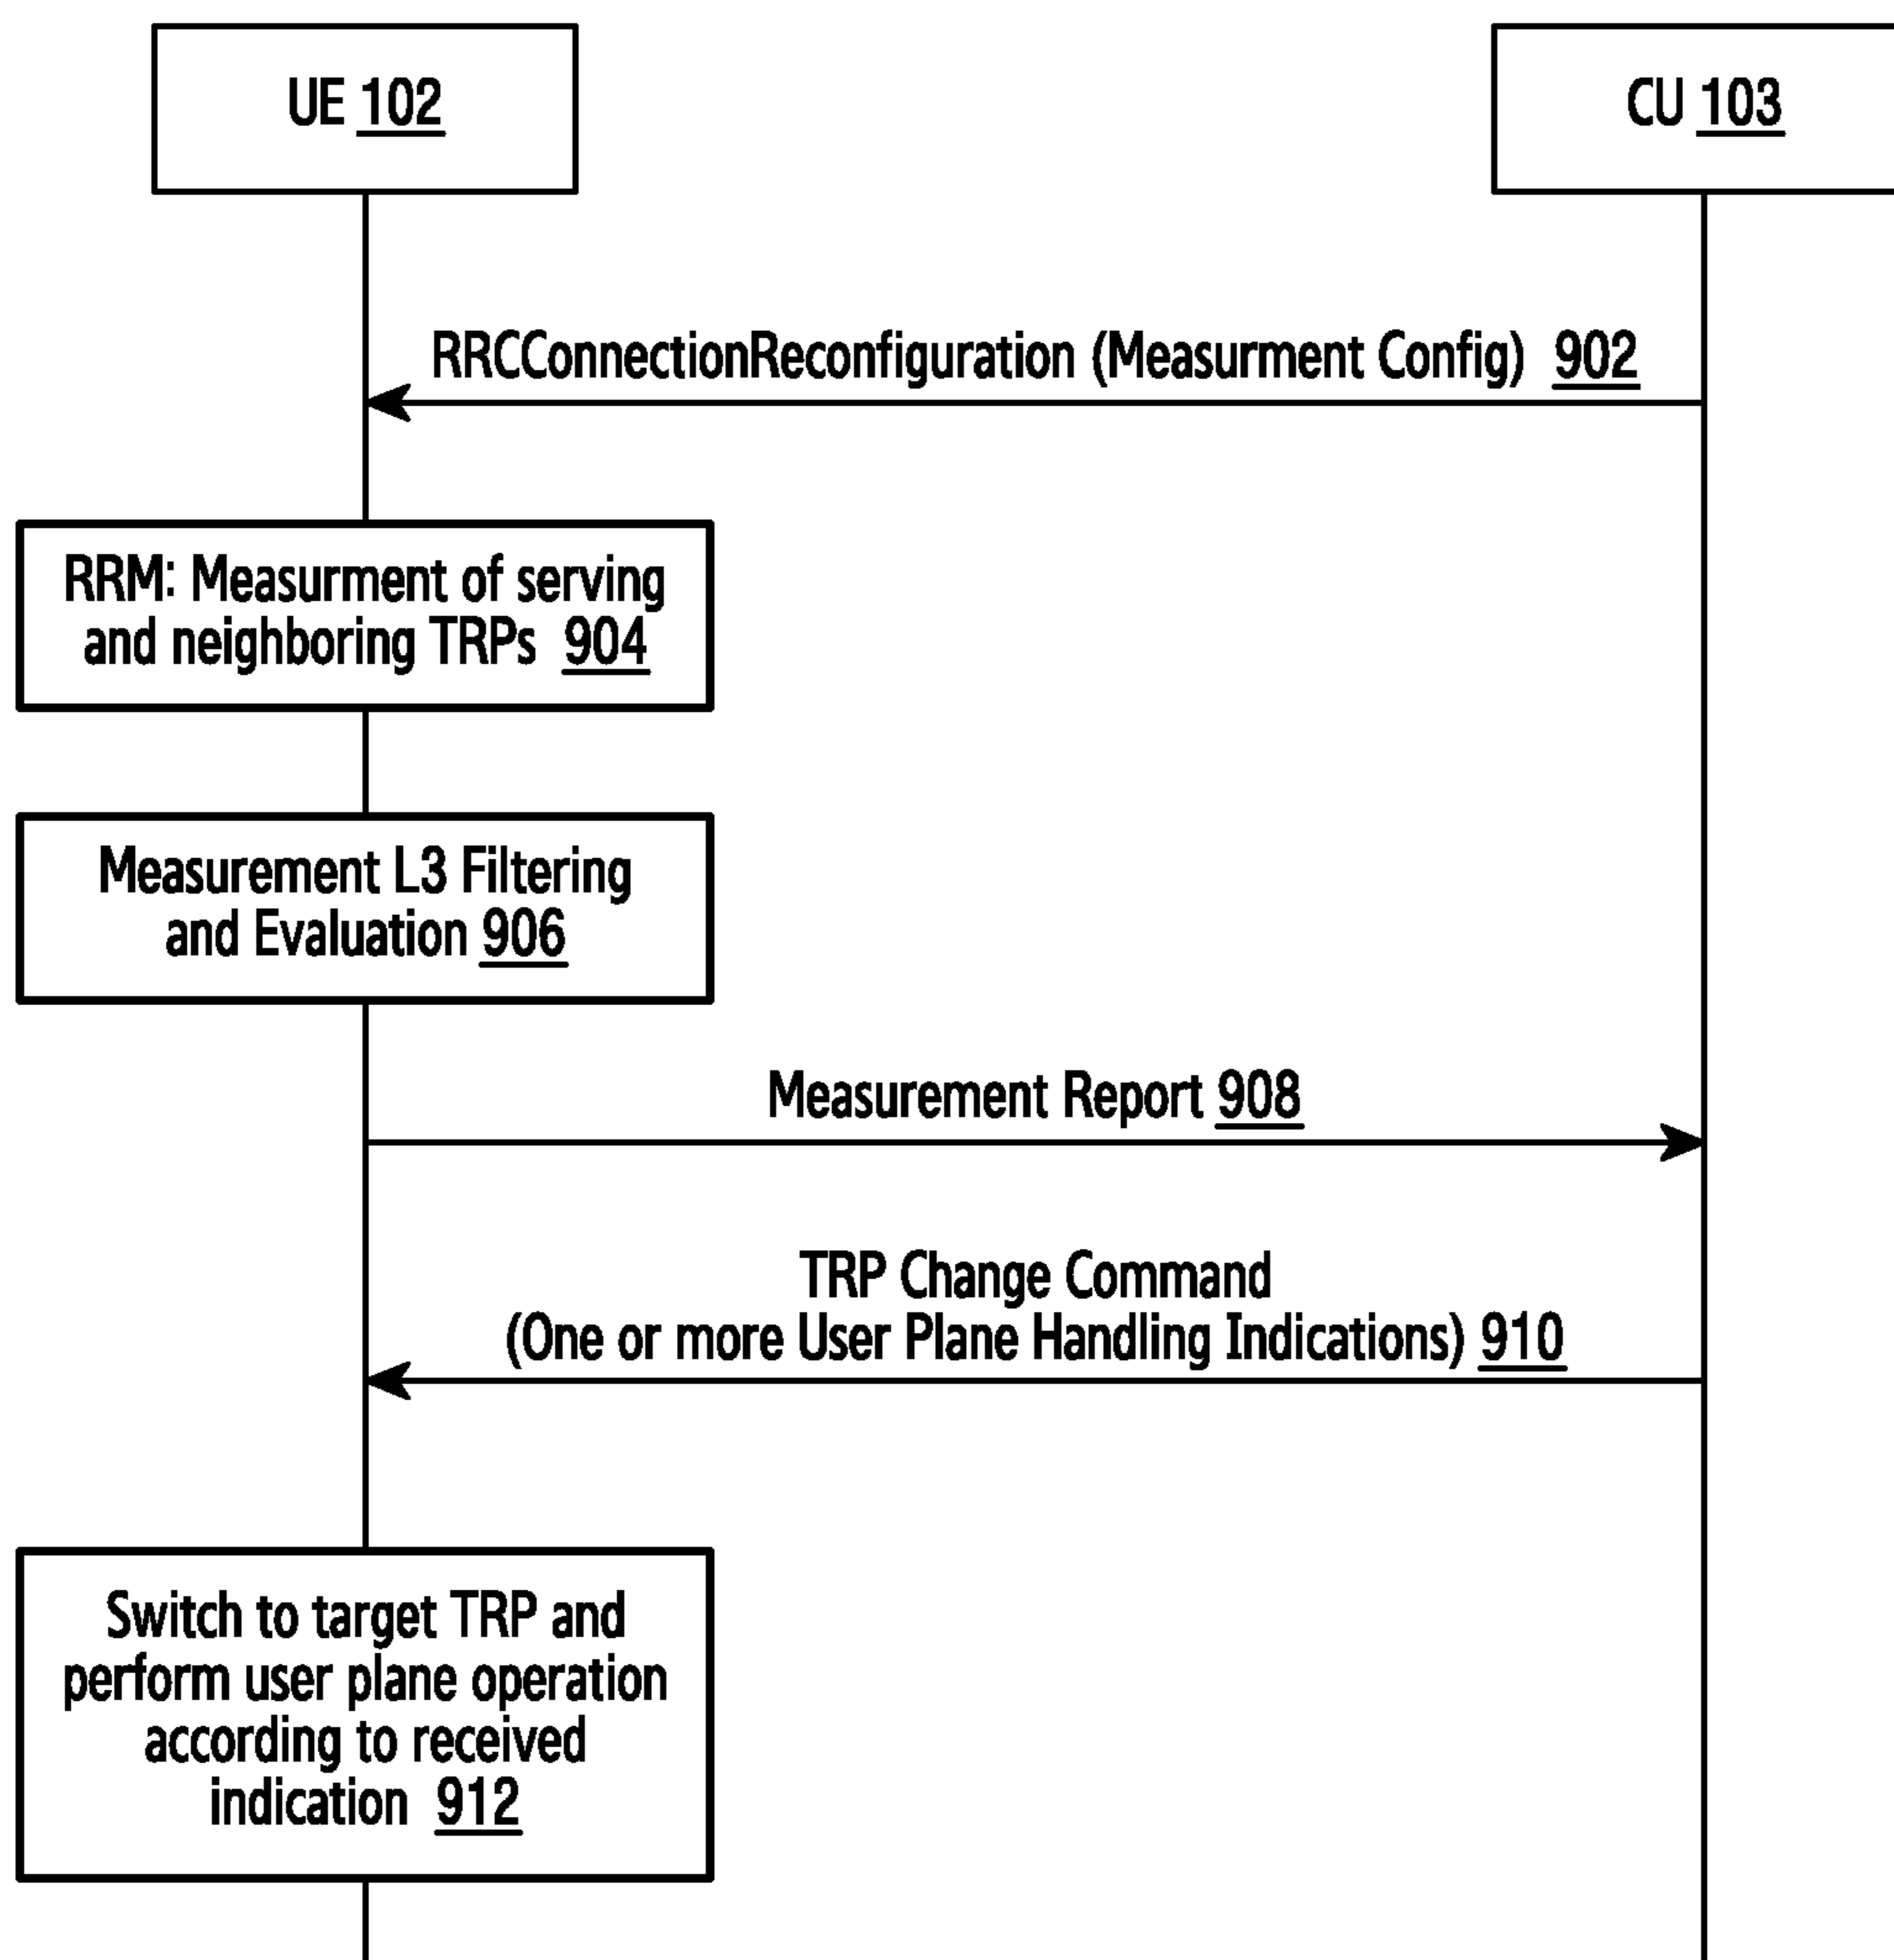 UE 102
CU 103
RRCConnectionReconfiguration (Measurment Config) 902
RRM: Measurment of serving
and neighboring TRPs 904
Measurement L3 Filtering
and Evaluation 906
Measurement Report 908
TRP Change Command
(One or more User Plane Handling Indications) 910
Switch to target TRP and
perform user plane operation
according to received
indication 912